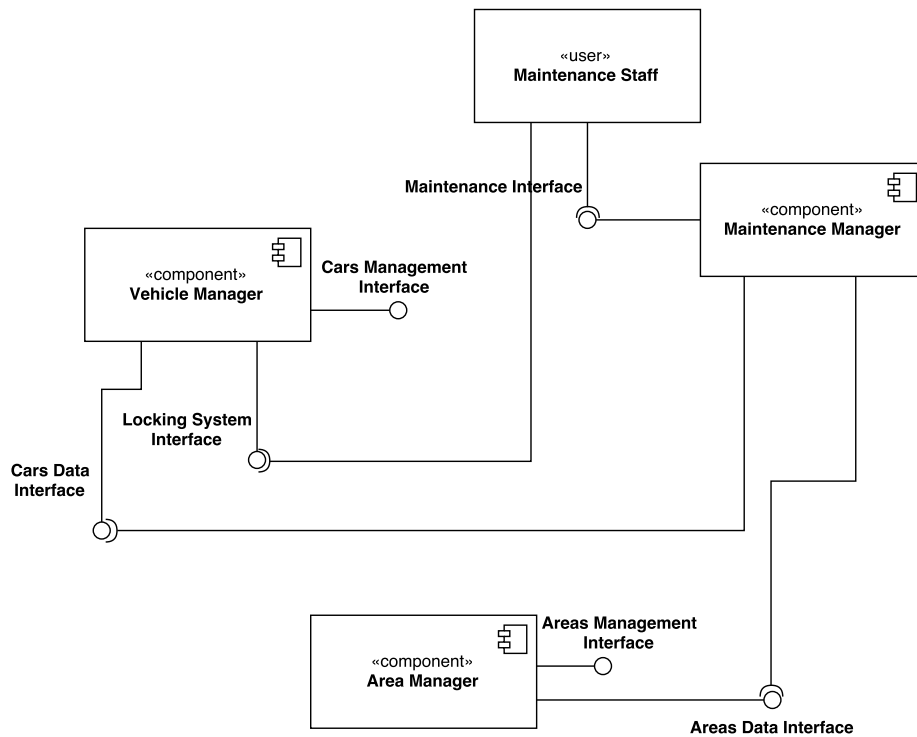 «user»
Maintenance Staff
Maintenance Interface
«component»
Maintenance Manager
«component»
Vehicle Manager
Cars Management
Interface
Locking System
Interface
Cars Data
Interface
«component»
Area Manager
Areas Management
Interface
Areas Data Interface